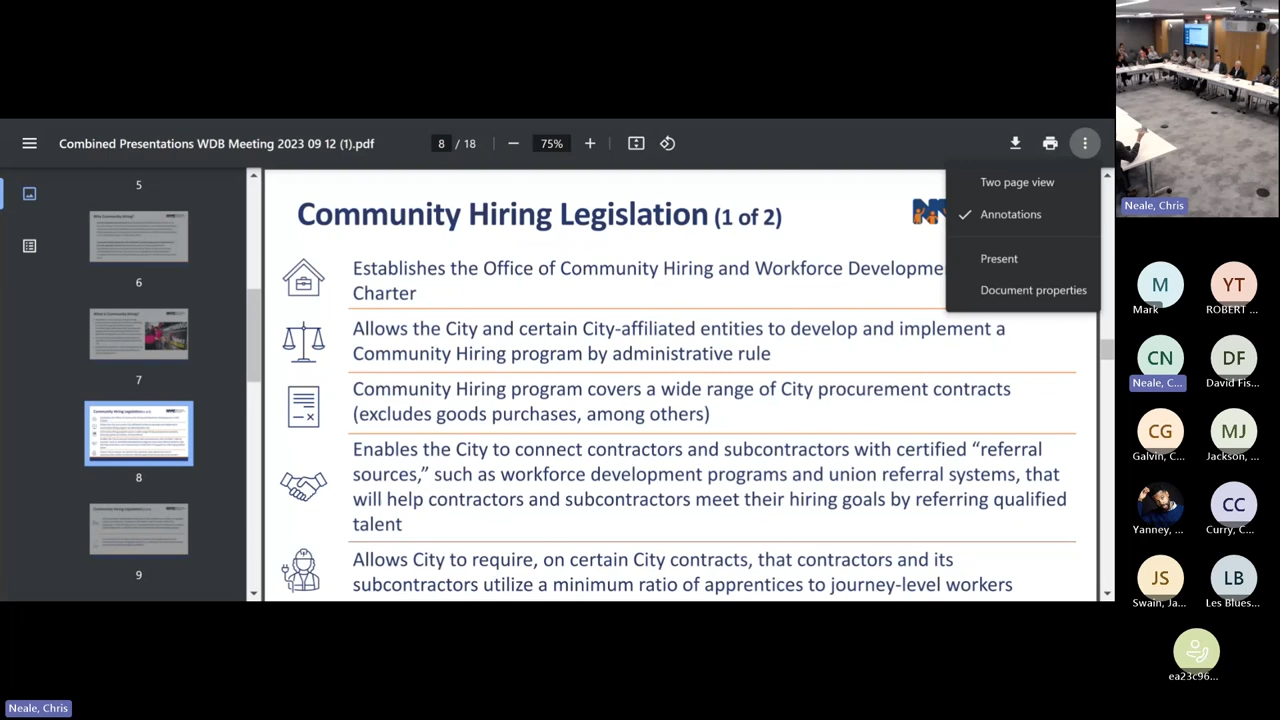 Combined Presentations WDB Meeting 2023 09 12 (1).pdf
8 / 18
75%
5
6
7
8
9
Community Hiring Legislation (1 of 2)
Establishes the Office of Community Hiring and Workforce Developme
Charter
Allows the City and certain City-affiliated entities to develop and implement a
Community Hiring program by administrative rule
Community Hiring program covers a wide range of City procurement contracts
(excludes goods purchases, among others)
Enables the City to connect contractors and subcontractors with certified “referral
sources,” such as workforce development programs and union referral systems, that
will help contractors and subcontractors meet their hiring goals by referring qualified
talent
Allows City to require, on certain City contracts, that contractors and its
subcontractors utilize a minimum ratio of apprentices to journey-level workers
Two page view
Annotations
Present
Document properties
Neale, Chris
M
Mark
YT
ROBERT ...
CN
Neale, C...
DF
David Fis...
CG
Galvin, C...
MJ
Jackson, ...
Yanney, ...
CC
Curry, C...
JS
Swain, Ja...
LB
Les Blues...
ea23c96...
Neale, Chris